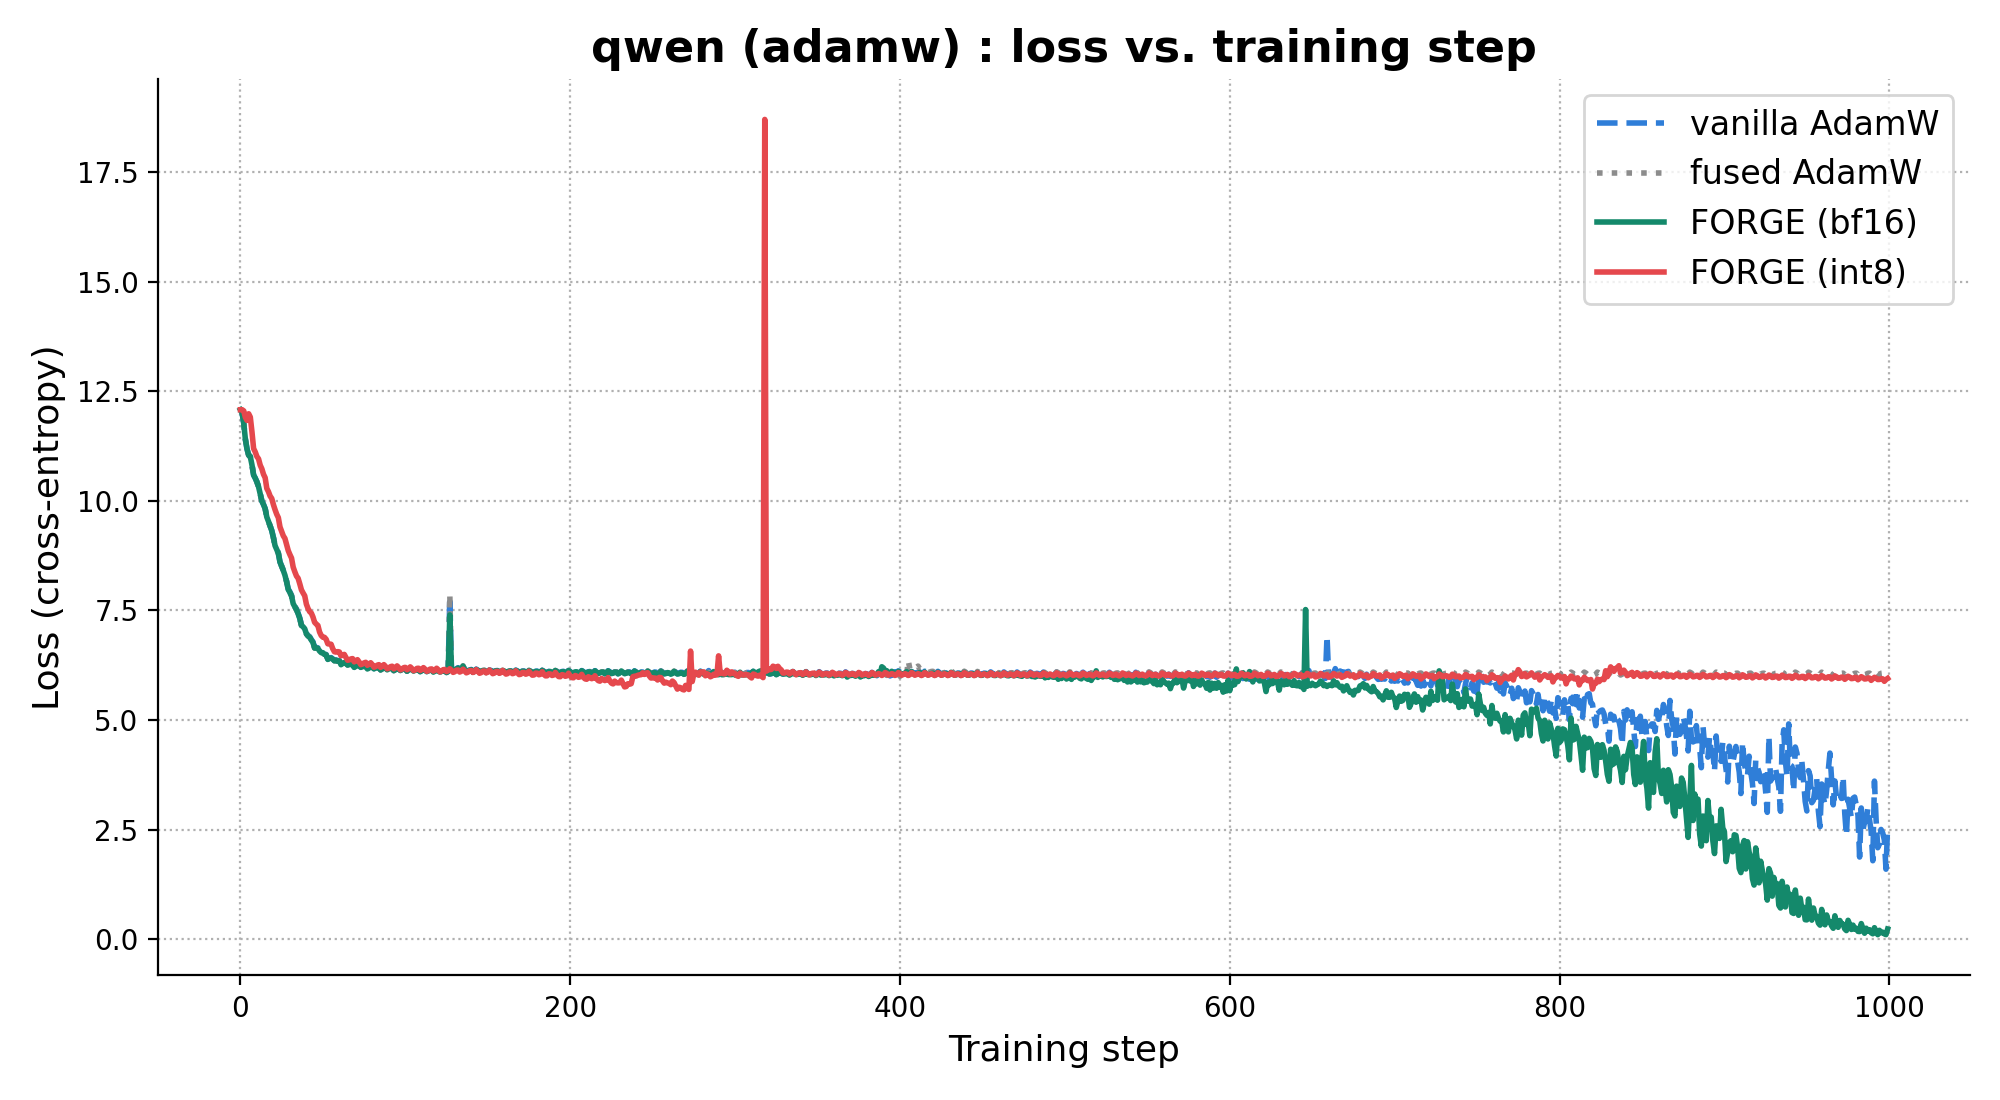 qwen (adamw) : loss vs. training step
vanilla AdamW
fused AdamW
FORGE (bf16)
FORGE (int8)
Loss (cross-entropy)
17.5
15.0
12.5
10.0
7.5
5.0
2.5
0.0
0 200 400 600 800 1000
Training step